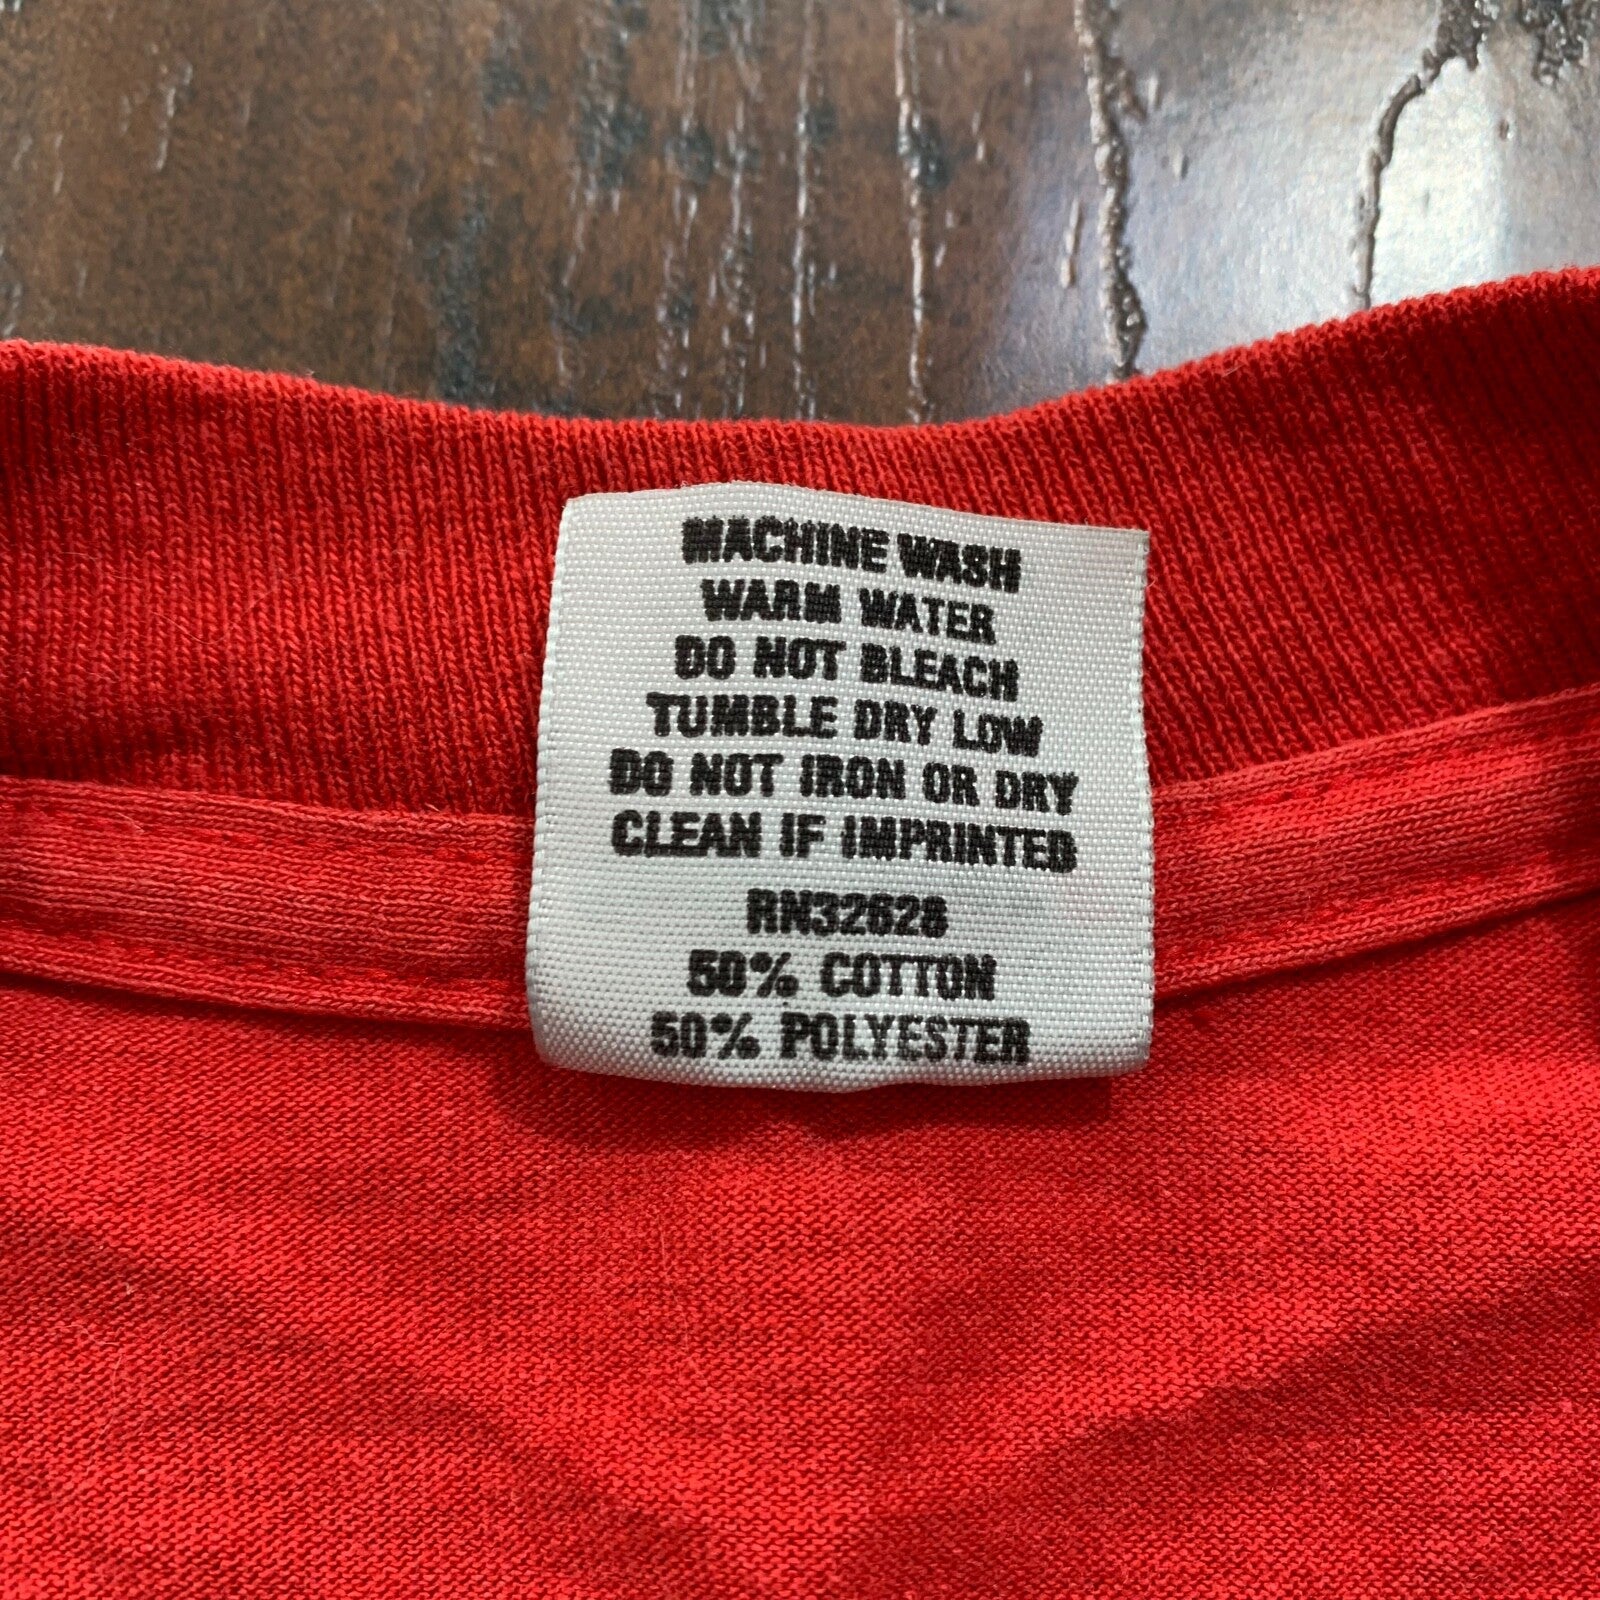 MACHINE WASH
WARM WATER
DO NOT BLEACH
TUMBLE DRY LOW
DO NOT IRON OR DRY
CLEAN IF IMPRINTED
RN32628
50% COTTON
50% POLYESTER